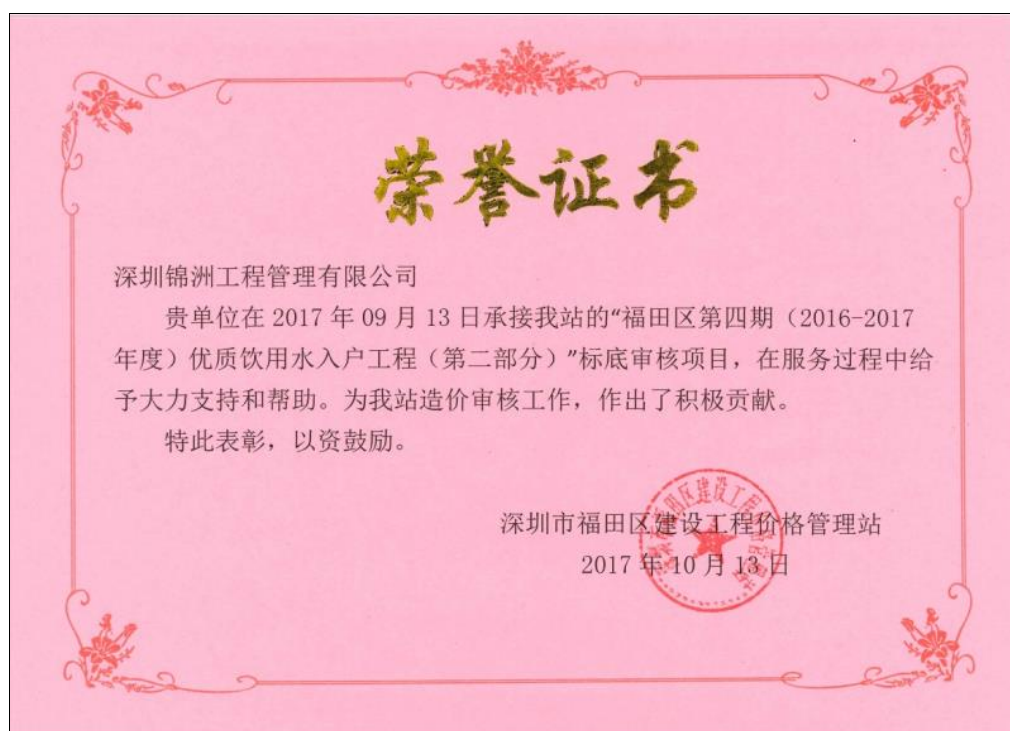 荣誉证书
深圳锦洲工程管理有限公司
贵单位在 2017 年 09 月 13 日承接我站的“福田区第四期（2016-2017
年度）优质饮用水入户工程（第二部分）”标底审核项目，在服务过程中给
予大力支持和帮助。为我站造价审核工作，作出了积极贡献。
特此表彰，以资鼓励。
深圳市福田区建设工程价格管理站
2017 年 10 月 13 日